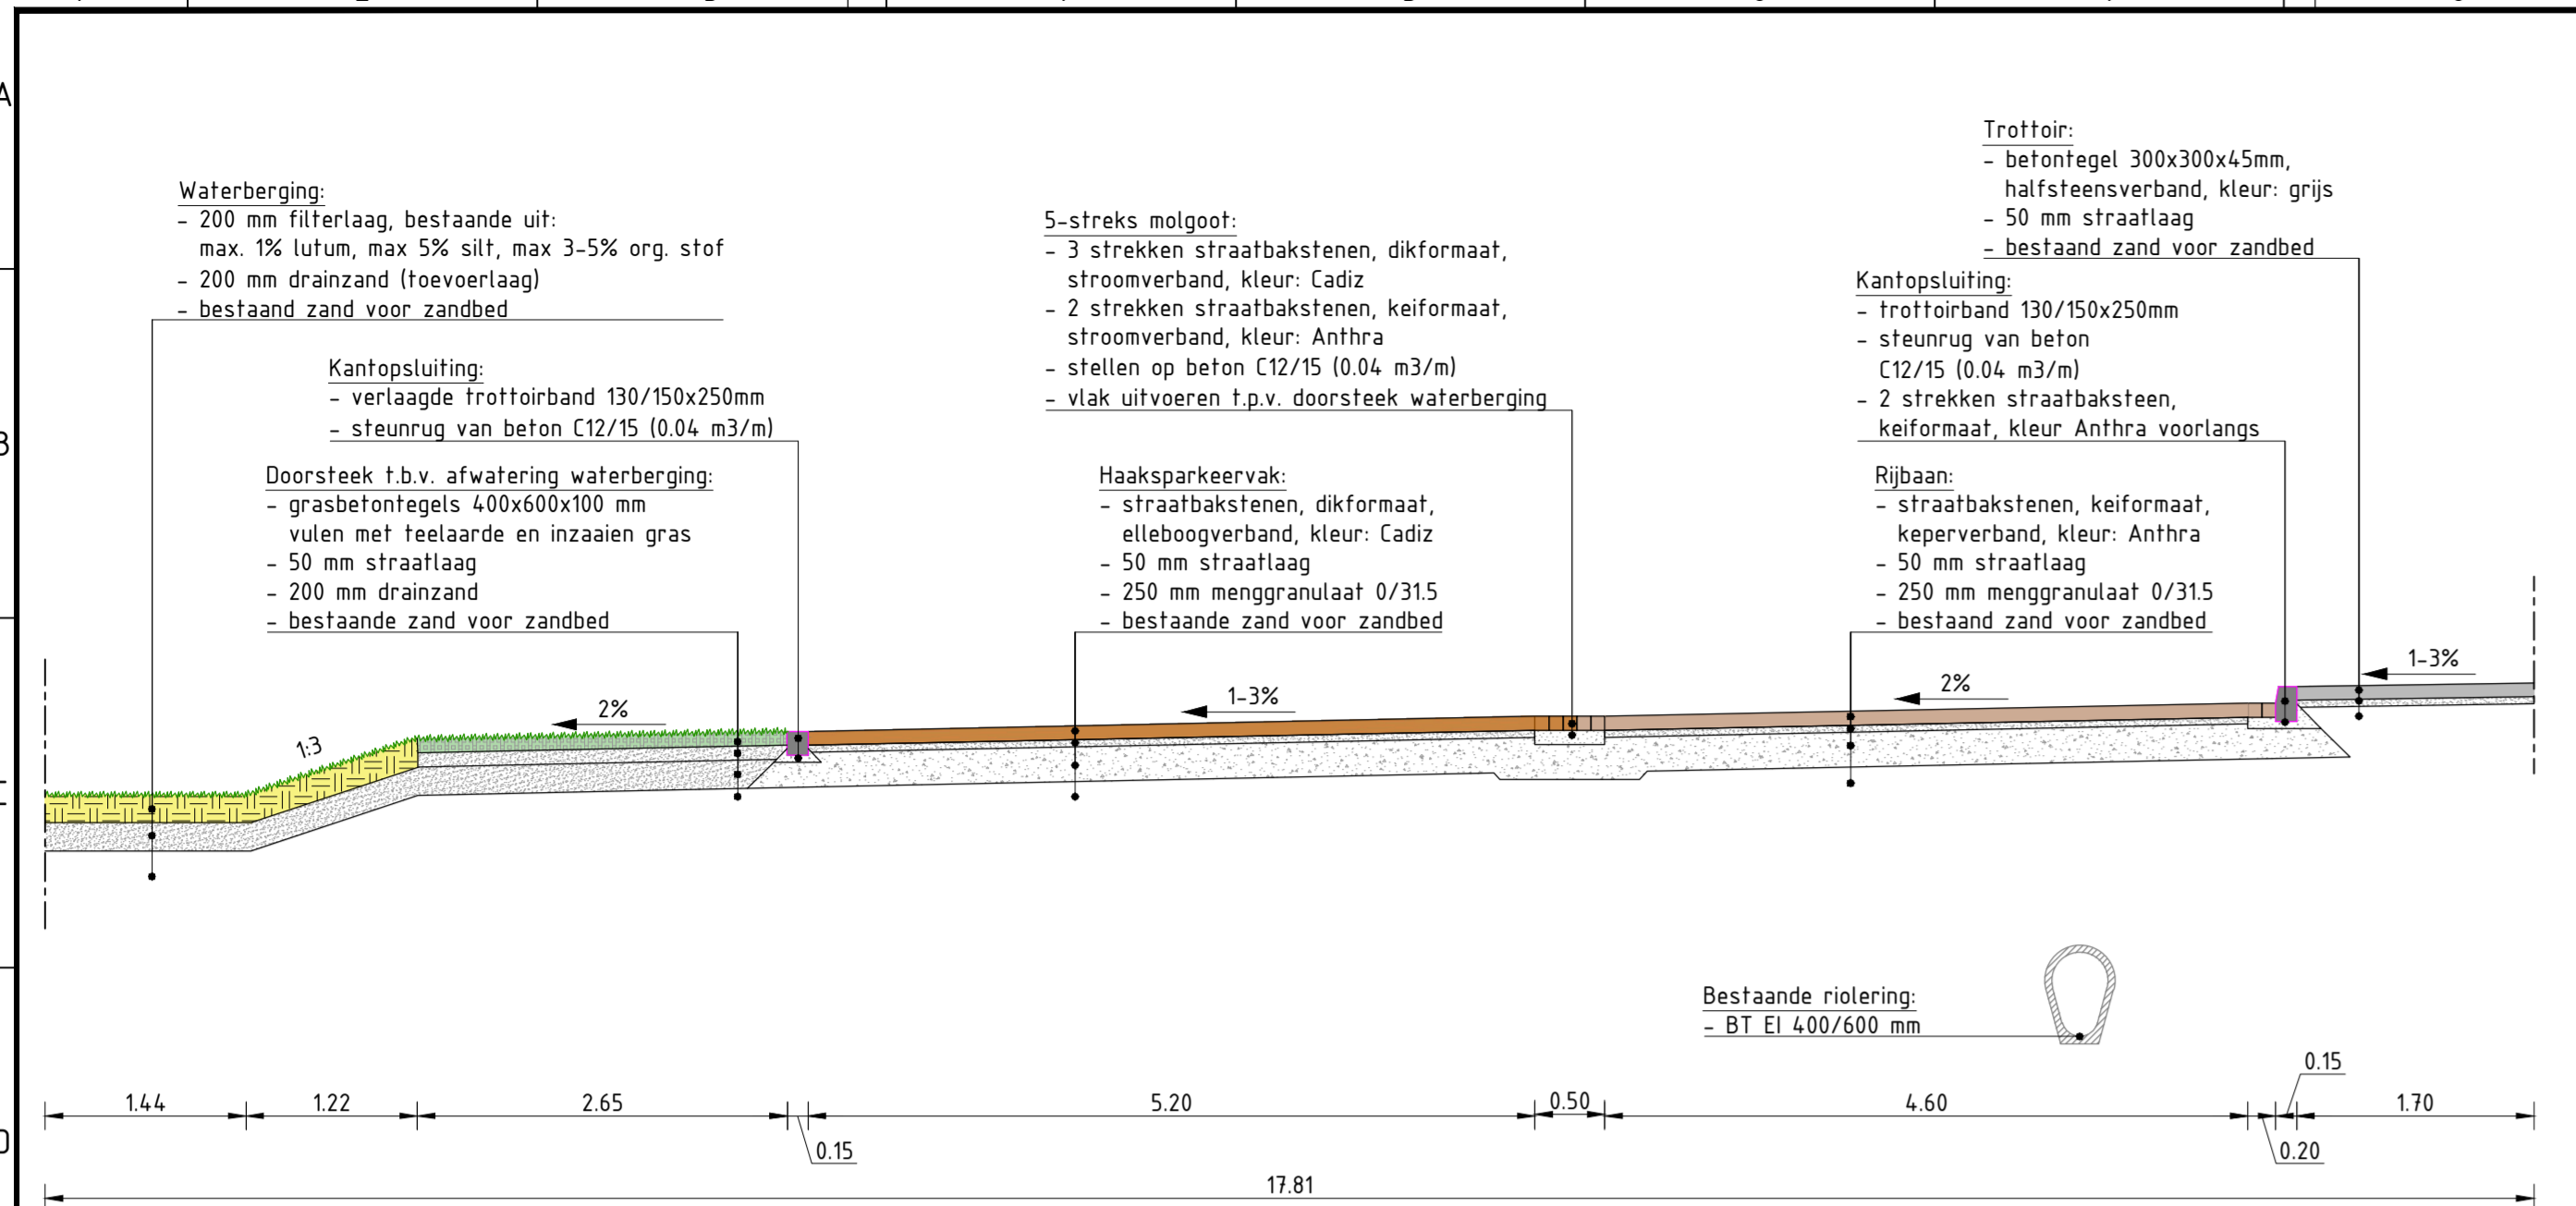 A
B
D
Waterberging:
- 200 mm filterlaag, bestaande uit:
max. 1% lutum, max 5% silt, max 3-5% org. stof
- 200 mm drainzand (toevoerlaag)
- bestaand zand voor zandbed
Kantopsluiting:
- verlaagde trottoirband 130/150x250mm
- steunrug van beton C12/15 (0.04 m3/m)
Doorsteek t.b.v. afwatering waterberging:
- grasbetontegels 400x600x100 mm
vulen met teelaarde en inzaaien gras
- 50 mm straatlaag
- 200 mm drainzand
- bestaande zand voor zandbed
5-streks molgoot:
- 3 strekken straatbakstenen, dikformaat,
stroomverband, kleur: Cadiz
- 2 strekken straatbakstenen, keiformaat,
stroomverband, kleur: Anthra
- stellen op beton C12/15 (0.04 m3/m)
- vlak uitvoeren t.p.v. doorsteek waterberging
Haaksparkeervak:
- straatbakstenen, dikformaat,
elleboogverband, kleur: Cadiz
- 50 mm straatlaag
- 250 mm menggranulaat 0/31.5
- bestaande zand voor zandbed
Trottoir:
- betontegel 300x300x45mm,
halfsteensverband, kleur: grijs
- 50 mm straatlaag
- bestaand zand voor zandbed
Kantopsluiting:
- trottoirband 130/150x250mm
- steunrug van beton
C12/15 (0.04 m3/m)
- 2 strekken straatbaksteen,
keiformaat, kleur Anthra voorlangs
Rijbaan:
- straatbakstenen, keiformaat,
keperverband, kleur: Anthra
- 50 mm straatlaag
- 250 mm menggranulaat 0/31.5
- bestaand zand voor zandbed
1:3
2%
1-3%
2%
1-3%
Bestaande riolering:
- BT EI 400/600 mm
1.44
1.22
2.65
0.15
5.20
0.50
4.60
0.20
0.15
1.70
17.81